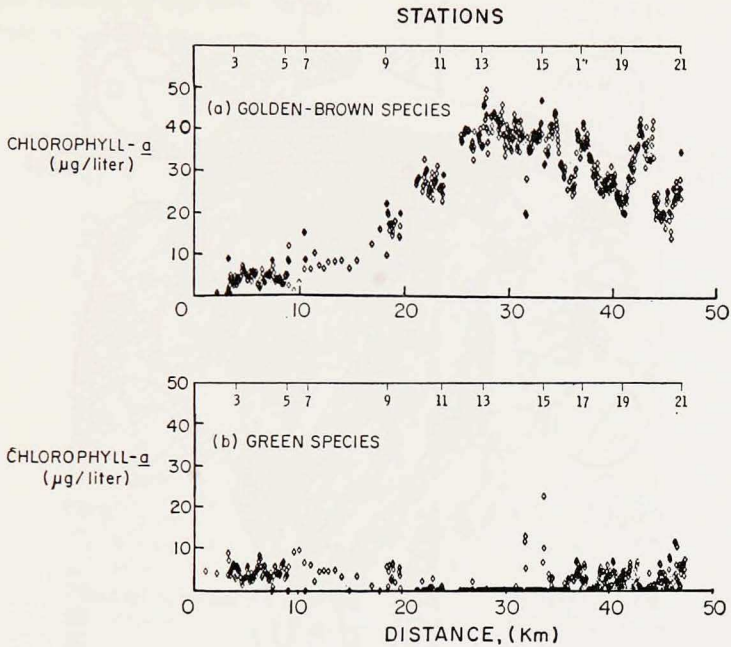 STATIONS
3 5 7 9 11 13 15 17 19 21
50
(a) GOLDEN-BROWN SPECIES
40
CHLOROPHYLL-a
(µg/liter)
30
20
10
0 10 20 30 40 50
50
3 5 7 9 11 13 15 17 19 21
40
(b) GREEN SPECIES
CHLOROPHYLL-a
(µg/liter)
30
20
10
0 10 20 30 40 50
DISTANCE, (Km)